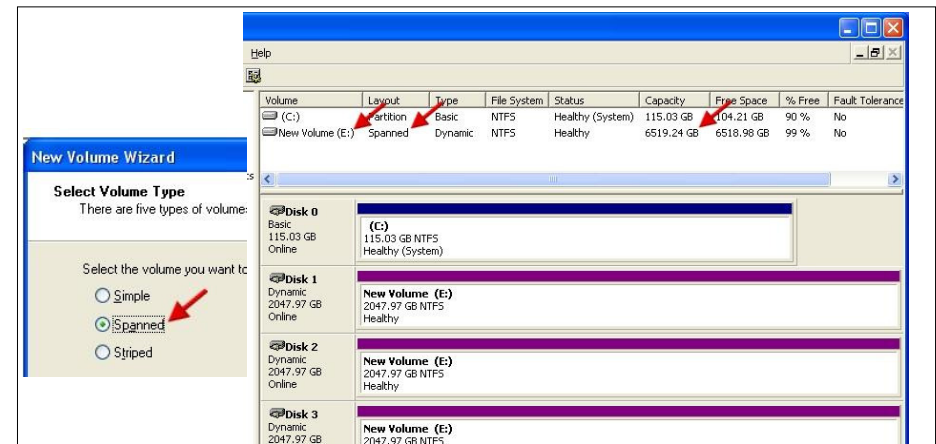 Help
Volume Layout Type File System Status Capacity Free Space % Free Fault Tolerance
(C:) Partition Basic NTFS Healthy (System) 115.03 GB 104.21 GB 90 % No
New Volume (E:) Spanned Dynamic NTFS Healthy 6519.24 GB 6518.98 GB 99 % No
New Volume Wizard
Select Volume Type
There are five types of volume
Select the volume you want to
Simple
Spanned
Striped
Disk 0
Basic
115.03 GB
Online
(C:)
115.03 GB NTFS
Healthy (System)
Disk 1
Dynamic
2047.97 GB
Online
New Volume (E:)
2047.97 GB NTFS
Healthy
Disk 2
Dynamic
2047.97 GB
Online
New Volume (E:)
2047.97 GB NTFS
Healthy
Disk 3
Dynamic
2047.97 GB
New Volume (E:)
2047.97 GB NTFS